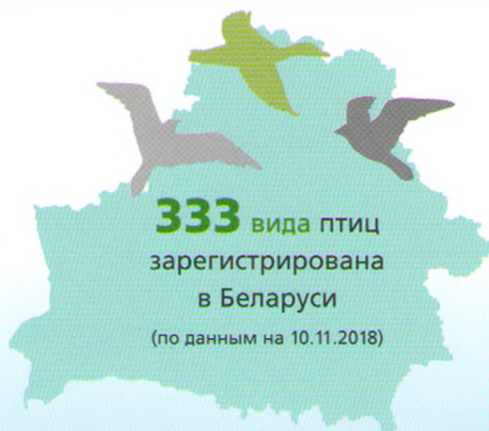 333 вида птиц
зарегистрирована
в Беларуси
(по данным на 10.11.2018)